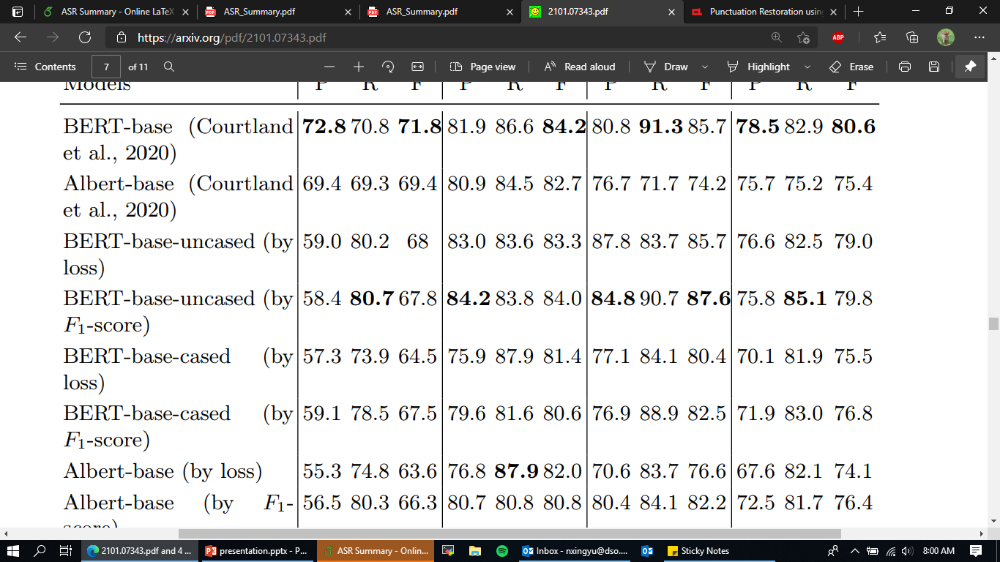 ASR Summary - Online LaTeX
ASR_Summary.pdf
ASR_Summary.pdf
2101.07343.pdf
Punctuation Restoration usin
https://arxiv.org/pdf/2101.07343.pdf
ABP
Contents 7 of 11 Page view Read aloud Draw Highlight Erase
Models P R F P R F P R F P R F
BERT-base (Courtland 72.8 70.8 71.8 81.9 86.6 84.2 80.8 91.3 85.7 78.5 82.9 80.6
et al., 2020)
Albert-base (Courtland 69.4 69.3 69.4 80.9 84.5 82.7 76.7 71.7 74.2 75.7 75.2 75.4
et al., 2020)
BERT-base-uncased (by 59.0 80.2 68 83.0 83.6 83.3 87.8 83.7 85.7 76.6 82.5 79.0
loss)
BERT-base-uncased (by 58.4 80.7 67.8 84.2 83.8 84.0 84.8 90.7 87.6 75.8 85.1 79.8
F1-score)
BERT-base-cased (by 57.3 73.9 64.5 75.9 87.9 81.4 77.1 84.1 80.4 70.1 81.9 75.5
loss)
BERT-base-cased (by 59.1 78.5 67.5 79.6 81.6 80.6 76.9 88.9 82.5 71.9 83.0 76.8
F1-score)
Albert-base (by loss) 55.3 74.8 63.6 76.8 87.9 82.0 70.6 83.7 76.6 67.6 82.1 74.1
Albert-base (by F1- 56.5 80.3 66.3 80.7 80.8 80.8 80.4 84.1 82.2 72.5 81.7 76.4
score)
2101.07343.pdf and 4 ...
presentation.pptx - P...
ASR Summary - Onlin...
Inbox - nxingyu@dso....
Sticky Notes
8:00 AM